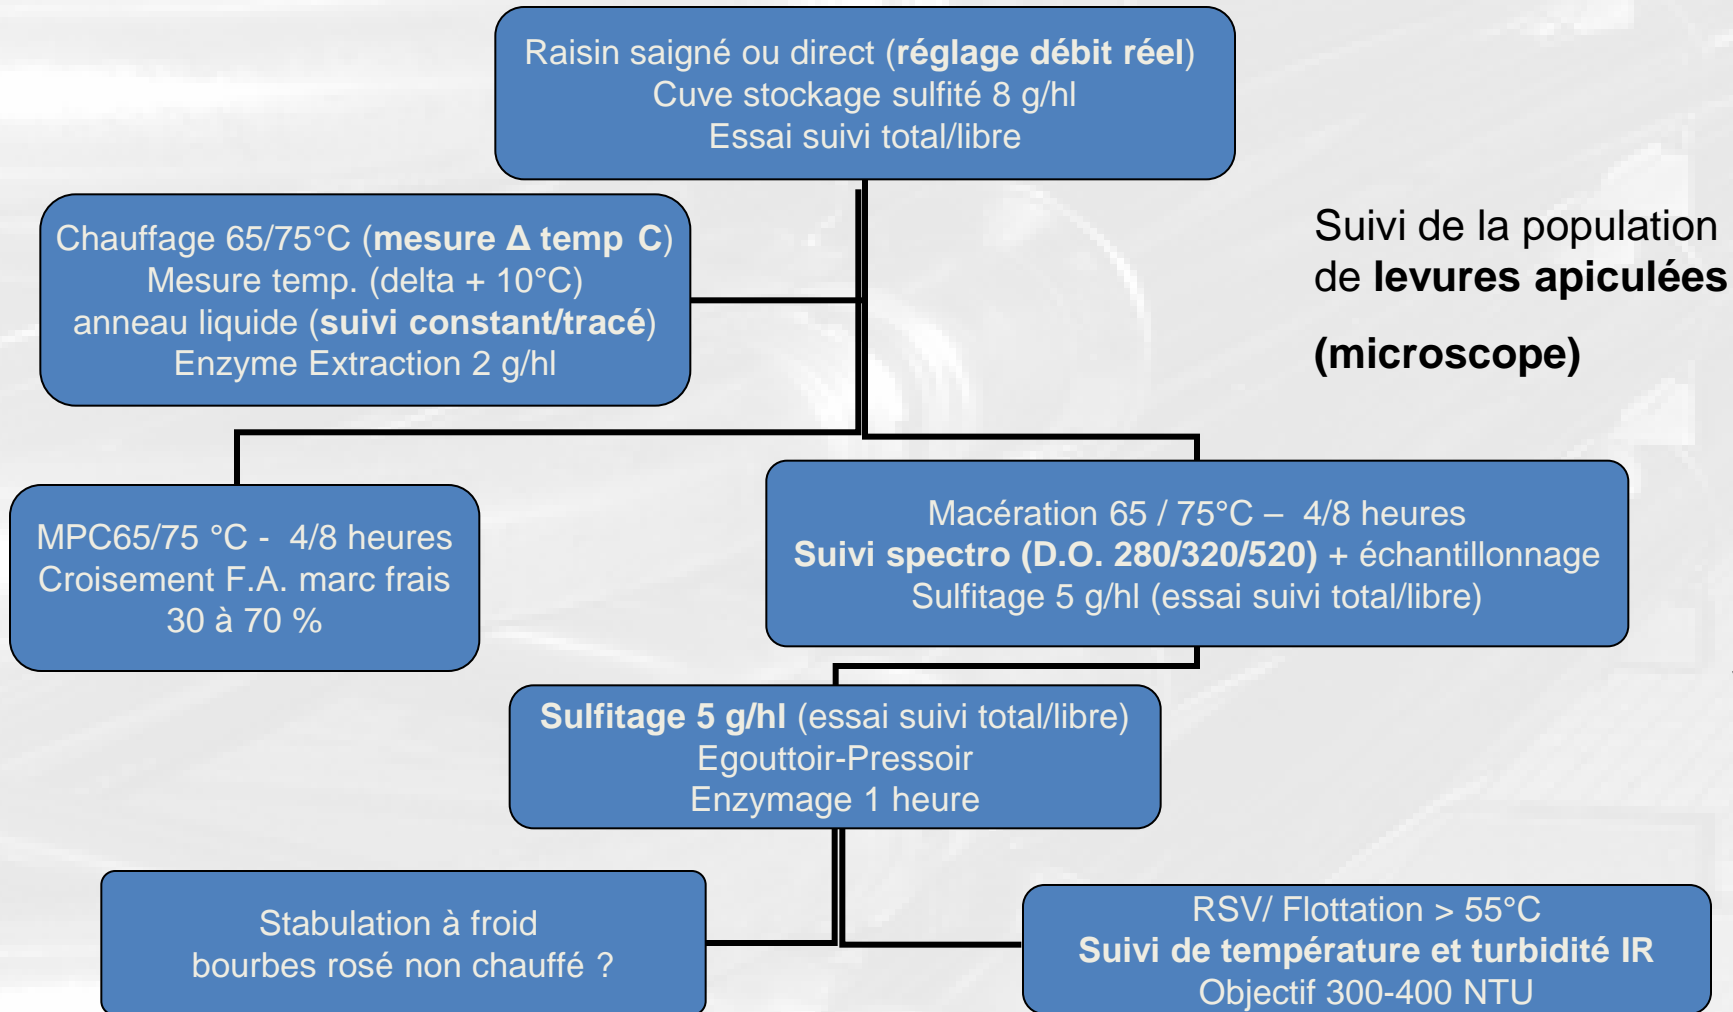 Raisin saigné ou direct (réglage débit réel)
Cuve stockage sulfité 8 g/hl
Essai suivi total/libre
Chauffage 65/75°C (mesure Δ temp C)
Mesure temp. (delta + 10°C)
anneau liquide (suivi constant/tracé)
Enzyme Extraction 2 g/hl
Suivi de la population
de levures apiculées
(microscope)
MPC65/75 °C - 4/8 heures
Croisement F.A. marc frais
30 à 70 %
Macération 65 / 75°C – 4/8 heures
Suivi spectro (D.O. 280/320/520) + échantillonnage
Sulfitage 5 g/hl (essai suivi total/libre)
Sulfitage 5 g/hl (essai suivi total/libre)
Egouttoir-Pressoir
Enzymage 1 heure
Stabulation à froid
bourbes rosé non chauffé ?
RSV/ Flottation > 55°C
Suivi de température et turbidité IR
Objectif 300-400 NTU